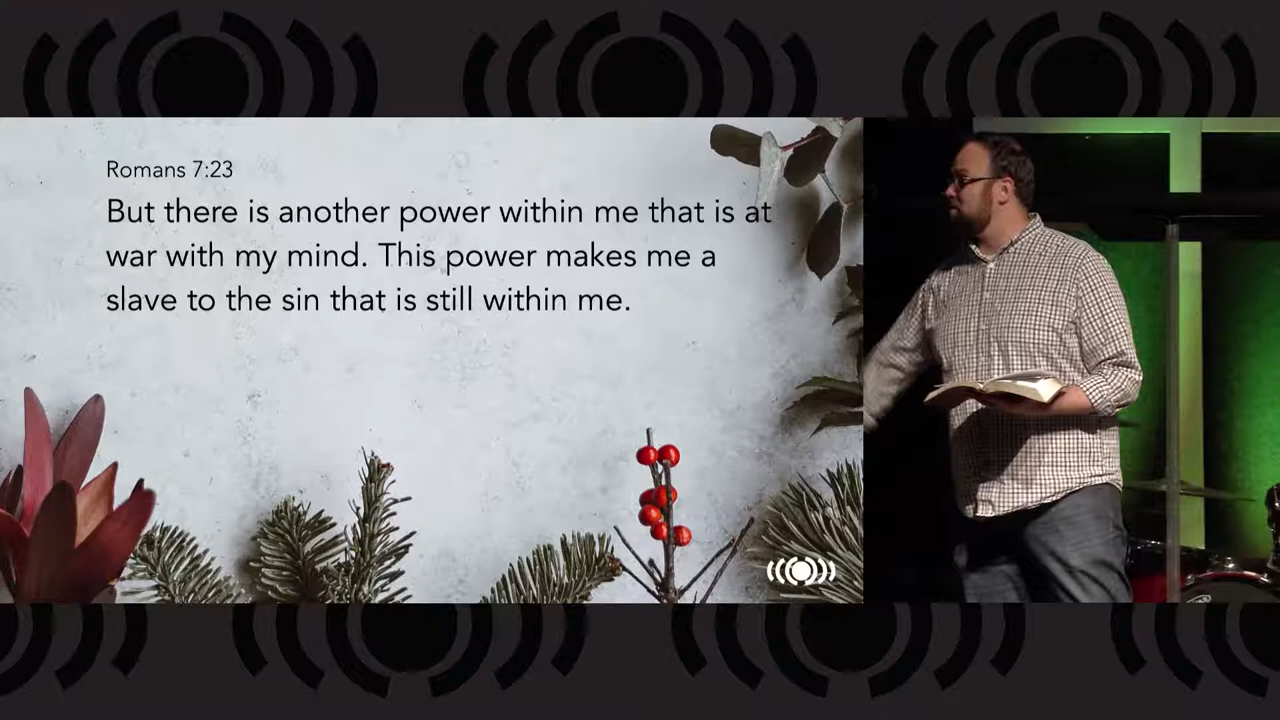 Romans 7:23
But there is another power within me that is at
war with my mind. This power makes me a
slave to the sin that is still within me.